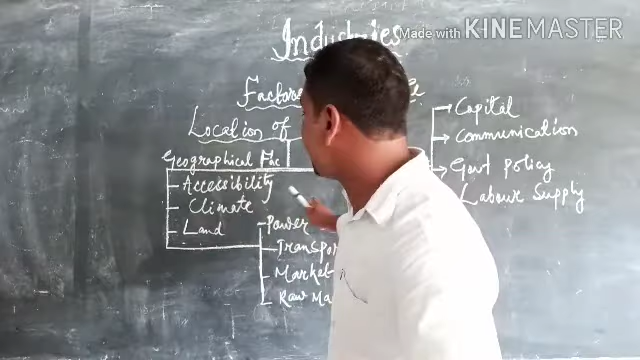 Made with KINEMASTER
Industries
Factors
Location of
Geographical Fac
Accessibility
Climate
Land
Power
Transpor
Market
Raw Ma
Capital
Communication
Govt Policy
Labour Supply